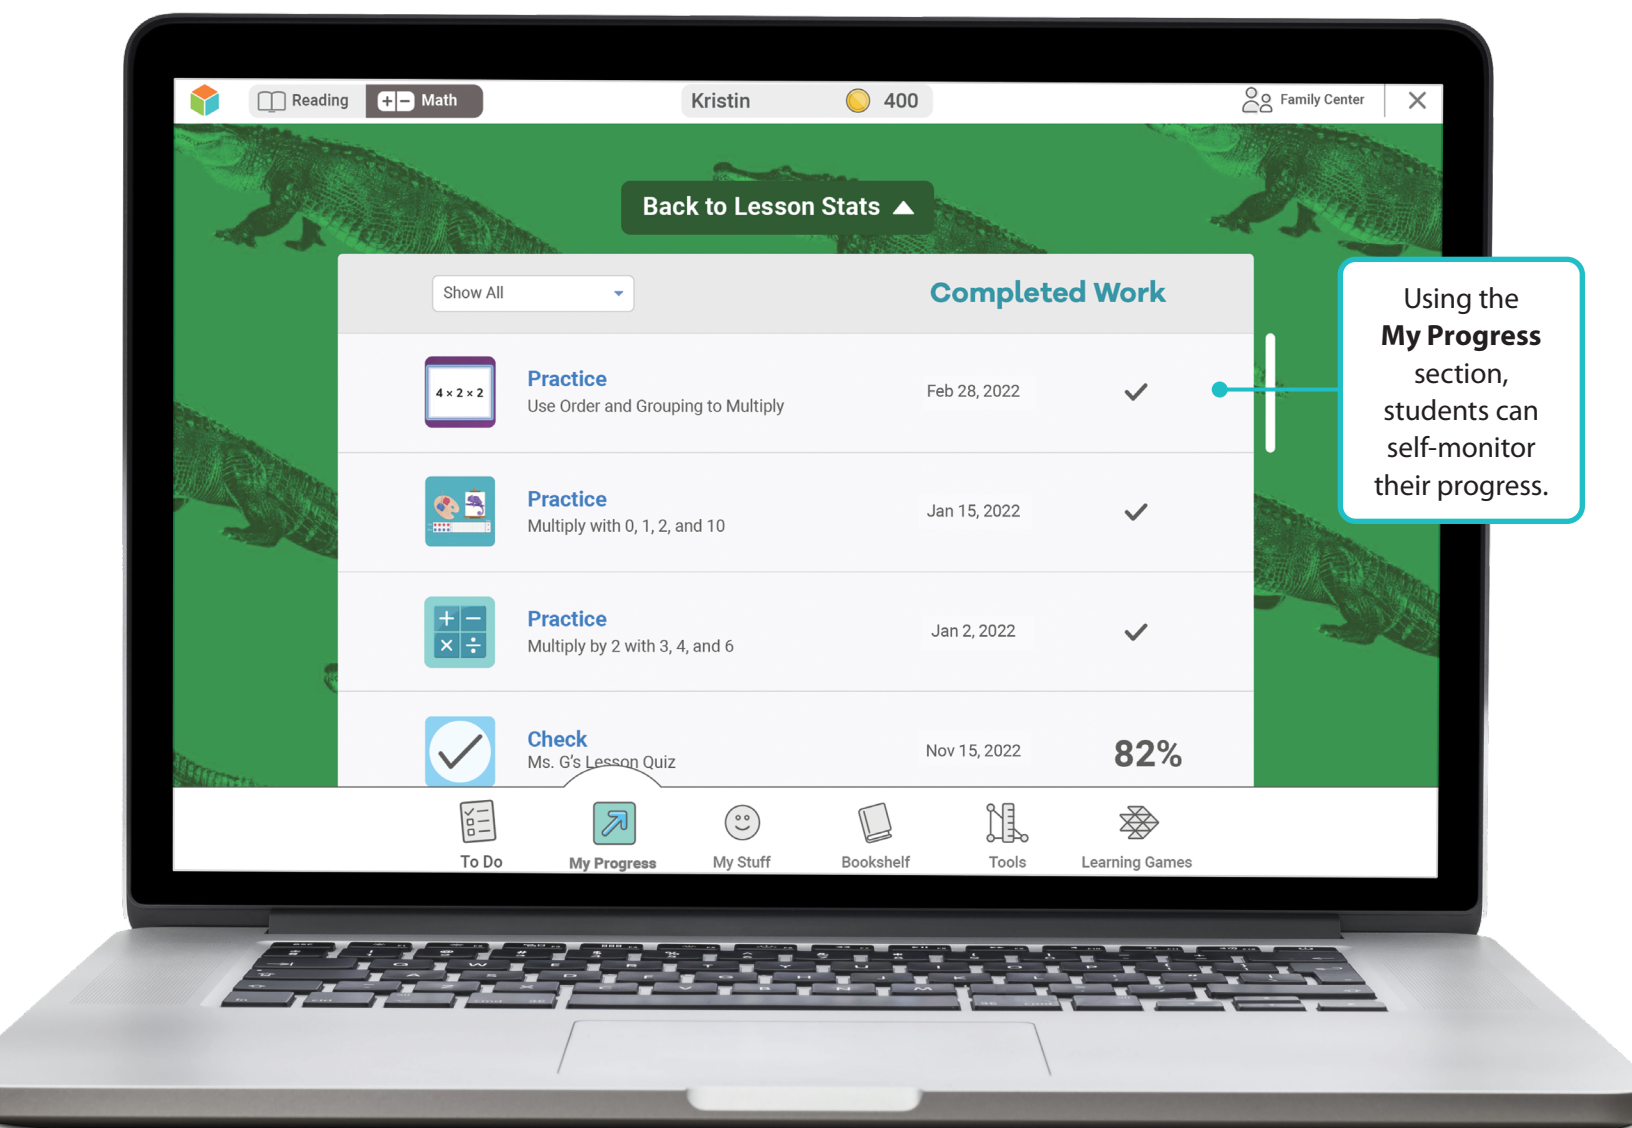 Reading
Math
Kristin
400
Family Center
Back to Lesson Stats
Show All
Completed Work
4 × 2 × 2
Practice
Use Order and Grouping to Multiply
Feb 28, 2022
Practice
Multiply with 0, 1, 2, and 10
Jan 15, 2022
Practice
Multiply by 2 with 3, 4, and 6
Jan 2, 2022
Check
Ms. G's Lesson Quiz
Nov 15, 2022
82%
To Do
My Progress
My Stuff
Bookshelf
Tools
Learning Games
Using the
My Progress
section,
students can
self-monitor
their progress.